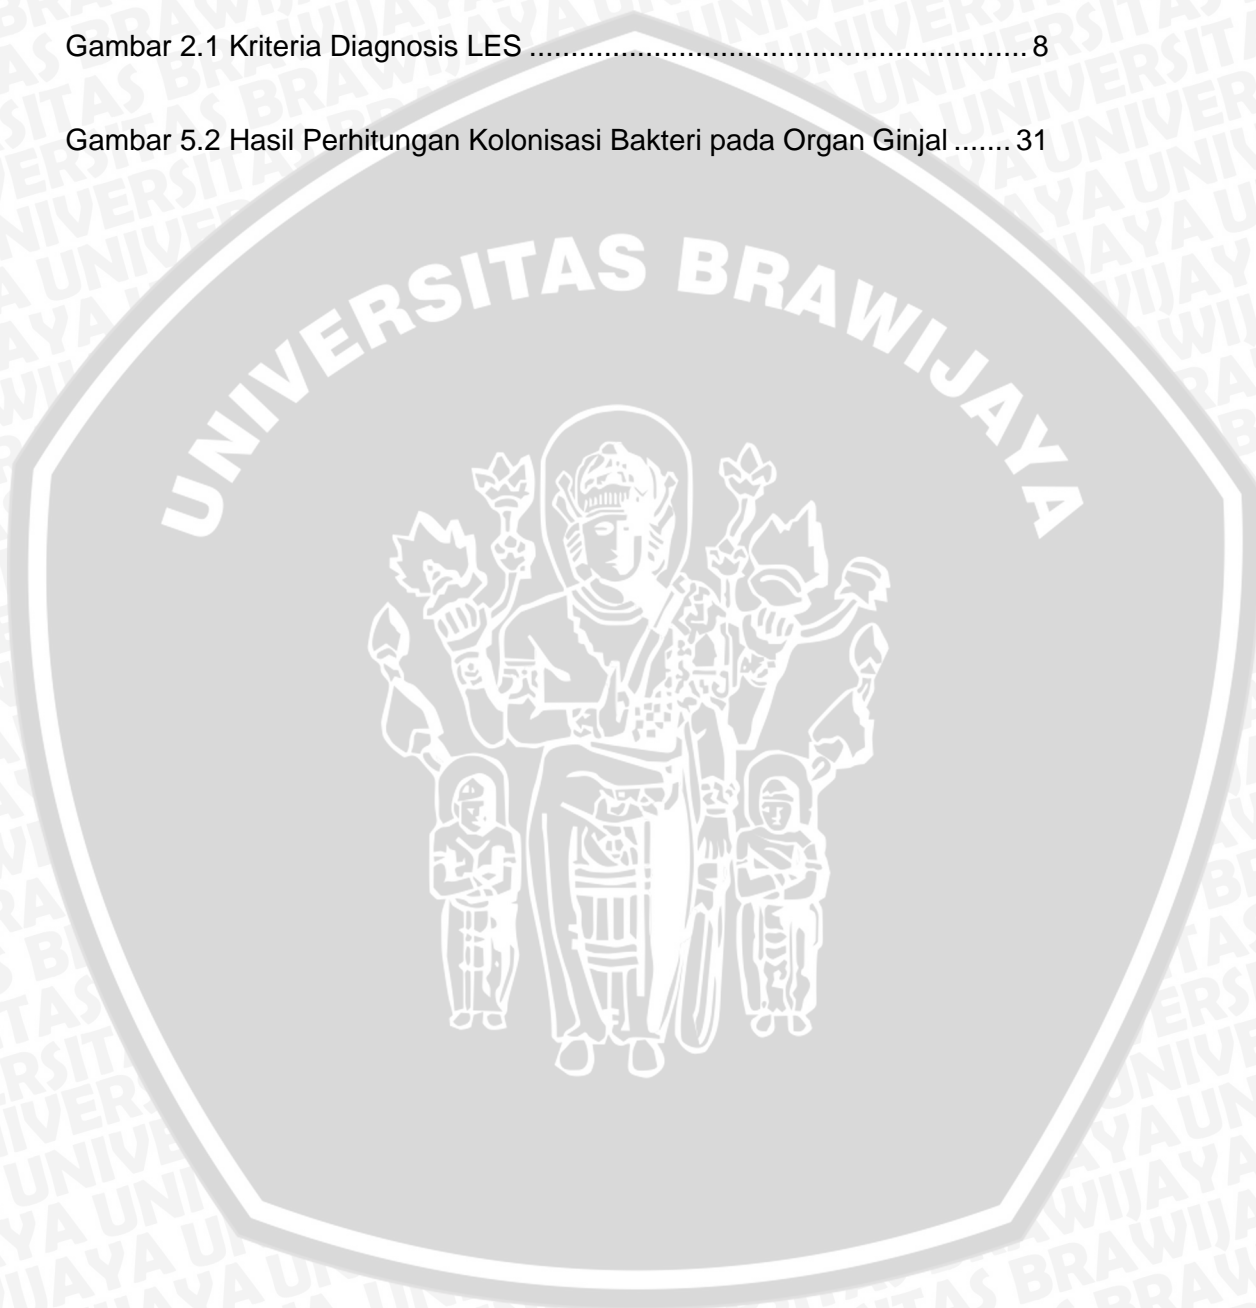 Gambar 2.1 Kriteria Diagnosis LES ............................................................ 8
Gambar 5.2 Hasil Perhitungan Kolonisasi Bakteri pada Organ Ginjal ....... 31
UNIVERSITAS BRAWIJAYA